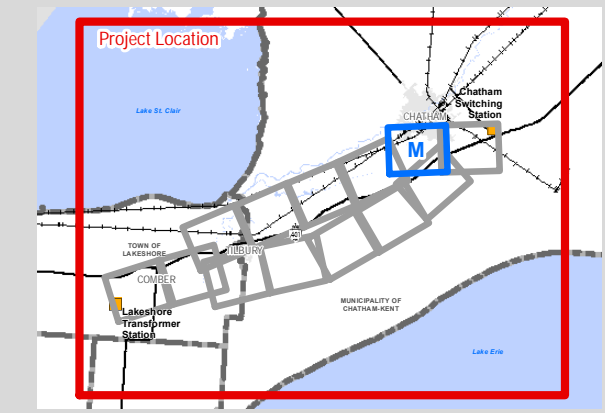 Project Location
Lake St. Clair
Chatham
Switching
Station
CHATHAM
M
401
TILBURY
TOWN OF
LAKESHORE
COMBER
MUNICIPALITY OF
CHATHAM-KENT
Lakeshore
Transformer
Station
Lake Erie